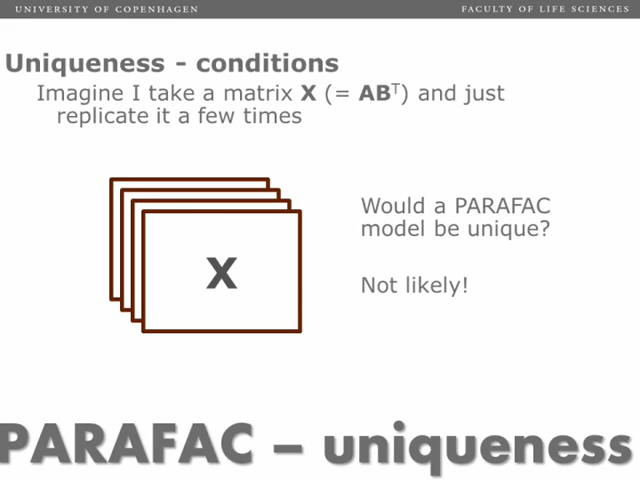 UNIVERSITY OF COPENHAGEN
FACULTY OF LIFE SCIENCES
Uniqueness - conditions
Imagine I take a matrix X (= ABᵀ) and just
replicate it a few times
Would a PARAFAC
model be unique?
X
Not likely!
PARAFAC – uniqueness